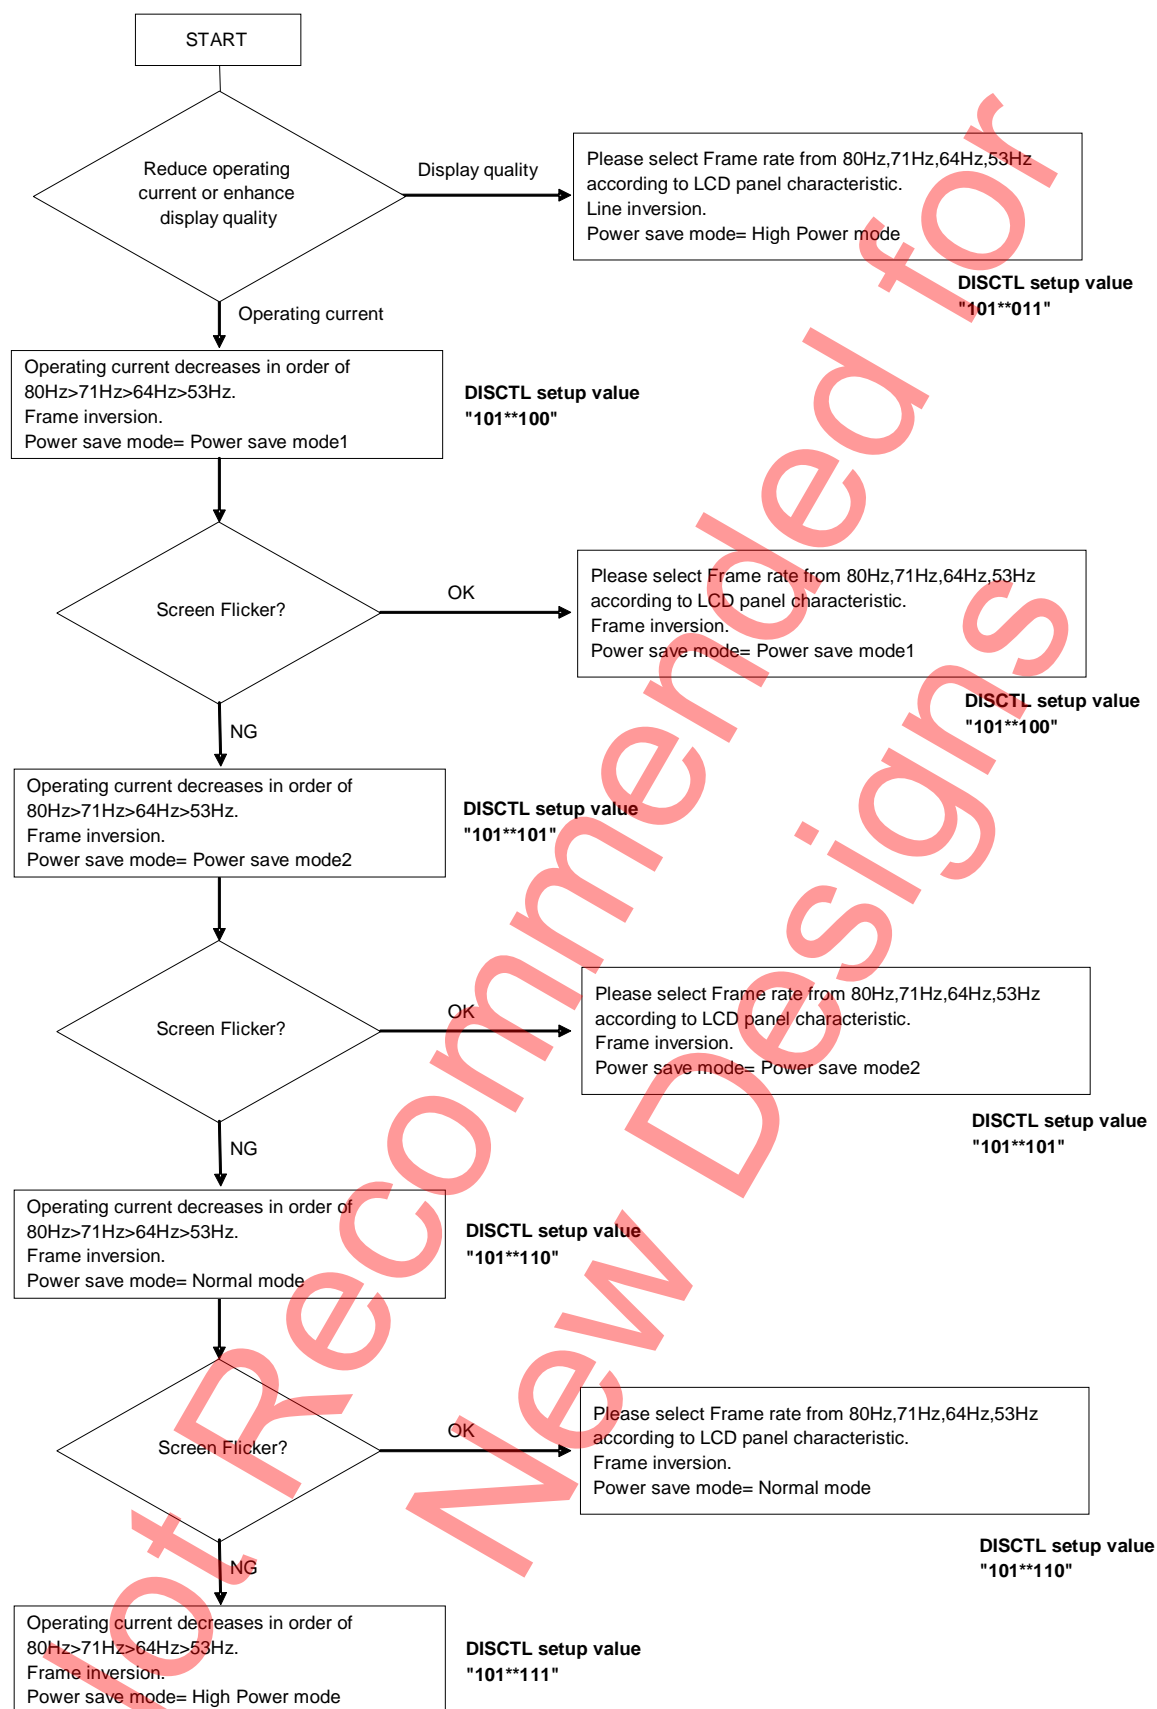 START
Reduce operating
current or enhance
display quality
Display quality
Please select Frame rate from 80Hz,71Hz,64Hz,53Hz
according to LCD panel characteristic.
Line inversion.
Power save mode= High Power mode
DISCTL setup value
"101**011"
Operating current
Operating current decreases in order of
80Hz>71Hz>64Hz>53Hz.
Frame inversion.
Power save mode= Power save mode1
DISCTL setup value
"101**100"
Screen Flicker?
OK
Please select Frame rate from 80Hz,71Hz,64Hz,53Hz
according to LCD panel characteristic.
Frame inversion.
Power save mode= Power save mode1
DISCTL setup value
"101**100"
NG
Operating current decreases in order of
80Hz>71Hz>64Hz>53Hz.
Frame inversion.
Power save mode= Power save mode2
DISCTL setup value
"101**101"
Screen Flicker?
OK
Please select Frame rate from 80Hz,71Hz,64Hz,53Hz
according to LCD panel characteristic.
Frame inversion.
Power save mode= Power save mode2
DISCTL setup value
"101**101"
NG
Operating current decreases in order of
80Hz>71Hz>64Hz>53Hz.
Frame inversion.
Power save mode= Normal mode
DISCTL setup value
"101**110"
Screen Flicker?
OK
Please select Frame rate from 80Hz,71Hz,64Hz,53Hz
according to LCD panel characteristic.
Frame inversion.
Power save mode= Normal mode
DISCTL setup value
"101**110"
NG
Operating current decreases in order of
80Hz>71Hz>64Hz>53Hz.
Frame inversion.
Power save mode= High Power mode
DISCTL setup value
"101**111"
Not Recommended for
New Designs